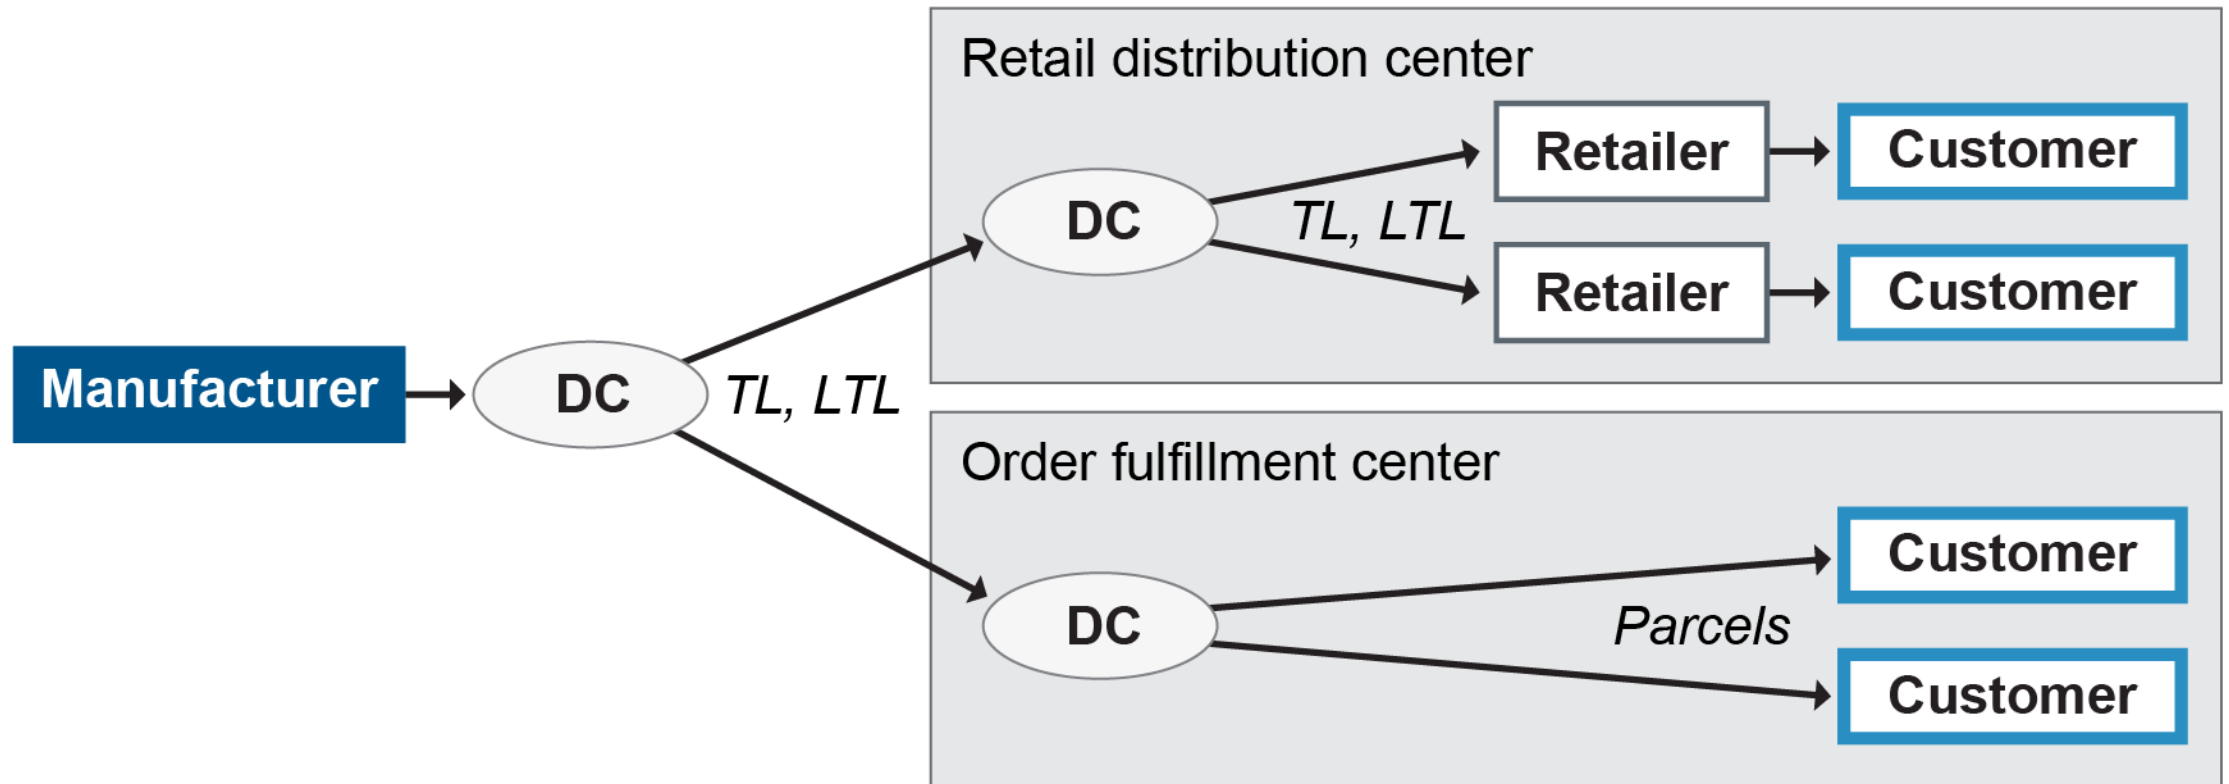 Retail distribution center
Retailer
Customer
DC
TL, LTL
Retailer
Customer
Manufacturer
DC
TL, LTL
Order fulfillment center
Customer
DC
Parcels
Customer